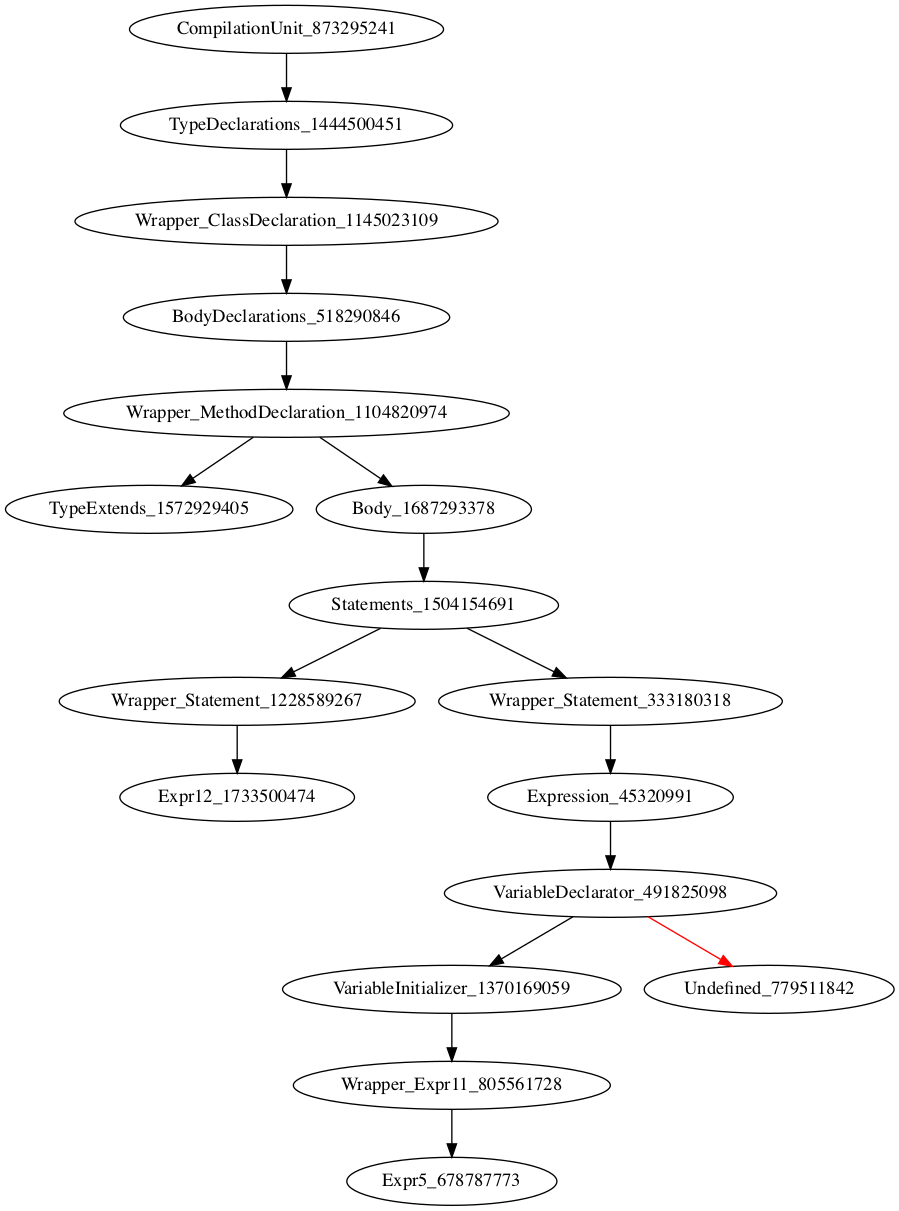 CompilationUnit_873295241
TypeDeclarations_1444500451
Wrapper_ClassDeclaration_1145023109
BodyDeclarations_518290846
Wrapper_MethodDeclaration_1104820974
TypeExtends_1572929405
Body_1687293378
Statements_1504154691
Wrapper_Statement_1228589267
Wrapper_Statement_333180318
Expr12_1733500474
Expression_45320991
VariableDeclarator_491825098
VariableInitializer_1370169059
Undefined_779511842
Wrapper_Expr11_805561728
Expr5_678787773